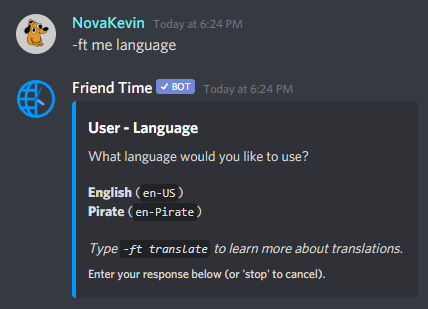 NovaKevin Today at 6:24 PM
-ft me language
Friend Time ✓ BOT Today at 6:24 PM
User - Language
What language would you like to use?
English (en-US)
Pirate (en-Pirate)
Type -ft translate to learn more about translations.
Enter your response below (or 'stop' to cancel).